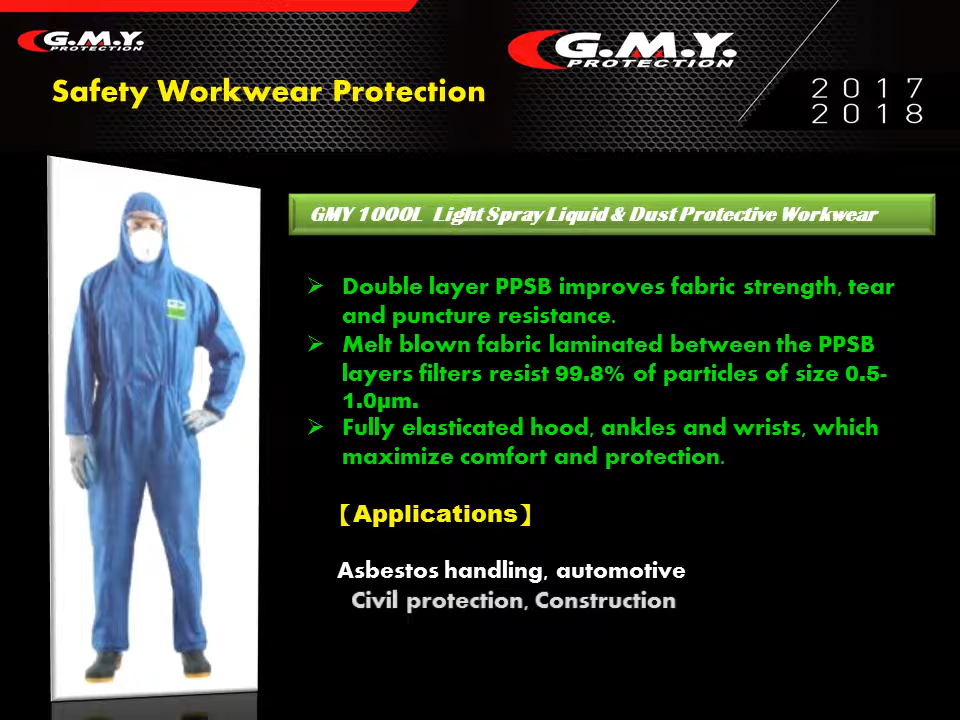 G.M.Y.
PROTECTION
G.M.Y.
PROTECTION
Safety Workwear Protection
2017
2018
GMY 1000L Light Spray Liquid & Dust Protective Workwear
➢ Double layer PPSB improves fabric strength, tear
and puncture resistance.
➢ Melt blown fabric laminated between the PPSB
layers filters resist 99.8% of particles of size 0.5-
1.0µm.
➢ Fully elasticated hood, ankles and wrists, which
maximize comfort and protection.
【Applications】
Asbestos handling, automotive
Civil protection, Construction